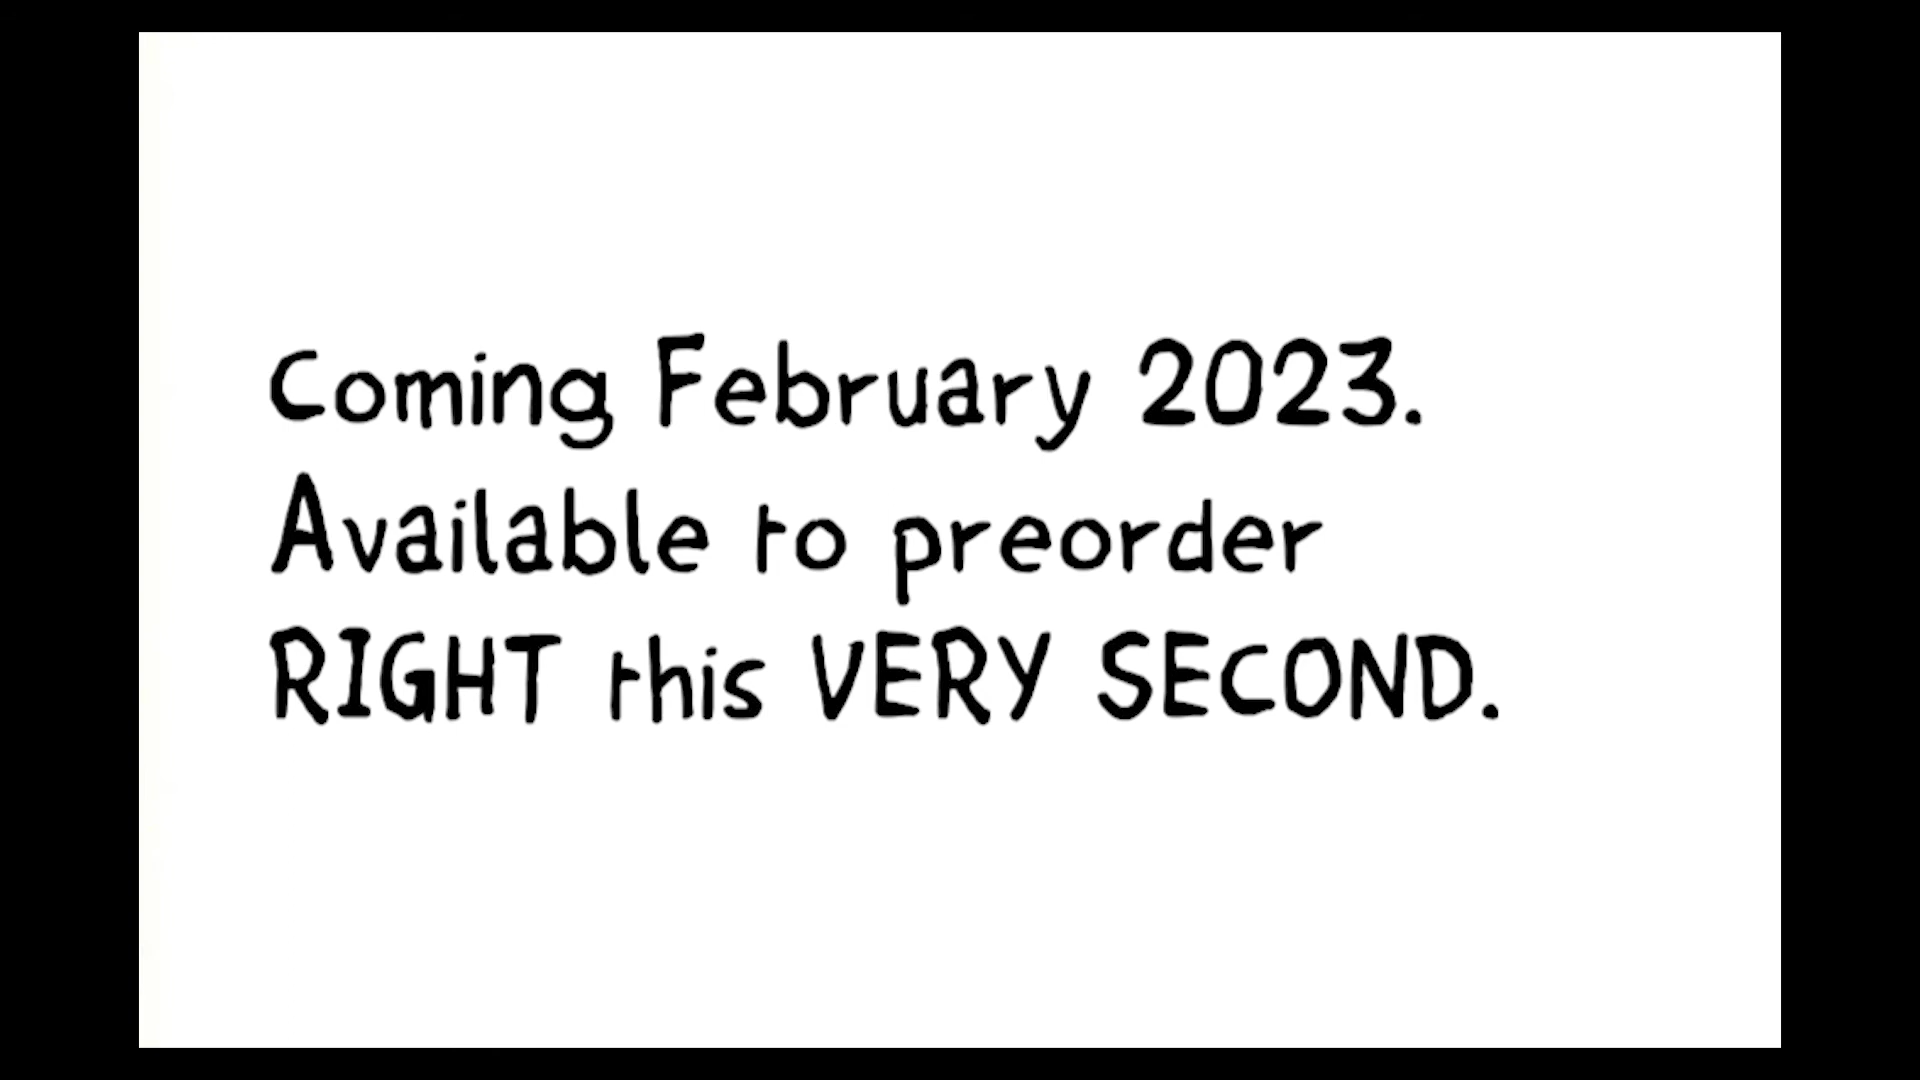 Coming February 2023.
Available to preorder
RIGHT this VERY SECOND.